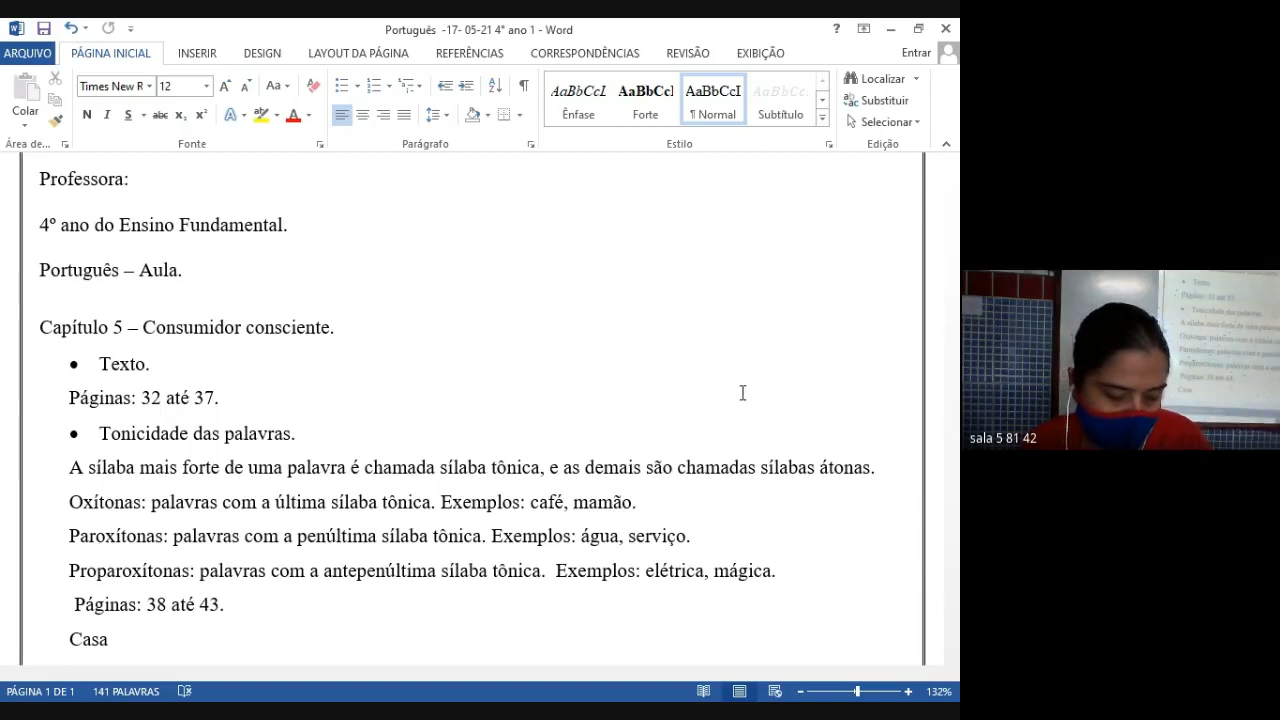 Português -17- 05-21 4° ano 1 - Word
ARQUIVO PÁGINA INICIAL INSERIR DESIGN LAYOUT DA PÁGINA REFERÊNCIAS CORRESPONDÊNCIAS REVISÃO EXIBIÇÃO Entrar
Colar
Times New R 12
AaBbCcL AaBbCcl AaBbCcI AaBbCc.
Ênfase Forte ¶ Normal Subtítulo
Localizar
Substituir
Selecionar
Área de... Fonte Parágrafo Estilo Edição
Professora:
4º ano do Ensino Fundamental.
Português – Aula.
Capítulo 5 – Consumidor consciente.
• Texto.
Páginas: 32 até 37.
• Tonicidade das palavras.
A sílaba mais forte de uma palavra é chamada sílaba tônica, e as demais são chamadas sílabas átonas.
Oxítonas: palavras com a última sílaba tônica. Exemplos: café, mamão.
Paroxítonas: palavras com a penúltima sílaba tônica. Exemplos: água, serviço.
Proparoxítonas: palavras com a antepenúltima sílaba tônica.  Exemplos: elétrica, mágica.
Páginas: 38 até 43.
Casa
PÁGINA 1 DE 1 141 PALAVRAS 132%
sala 5 81 42